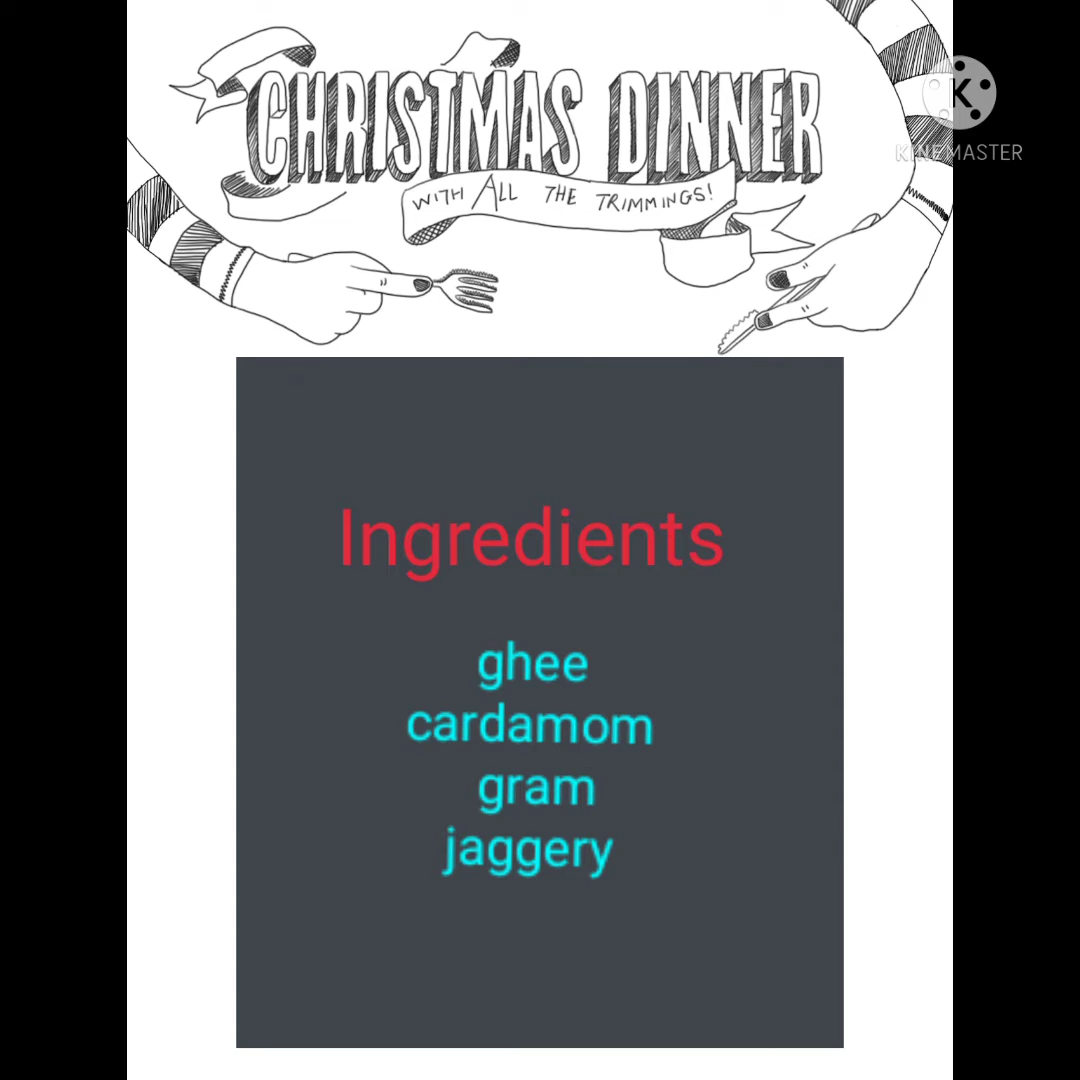 CHRISTMAS DINNER
WITH ALL THE TRIMMINGS!
K
KINEMASTER
Ingredients
ghee
cardamom
gram
jaggery